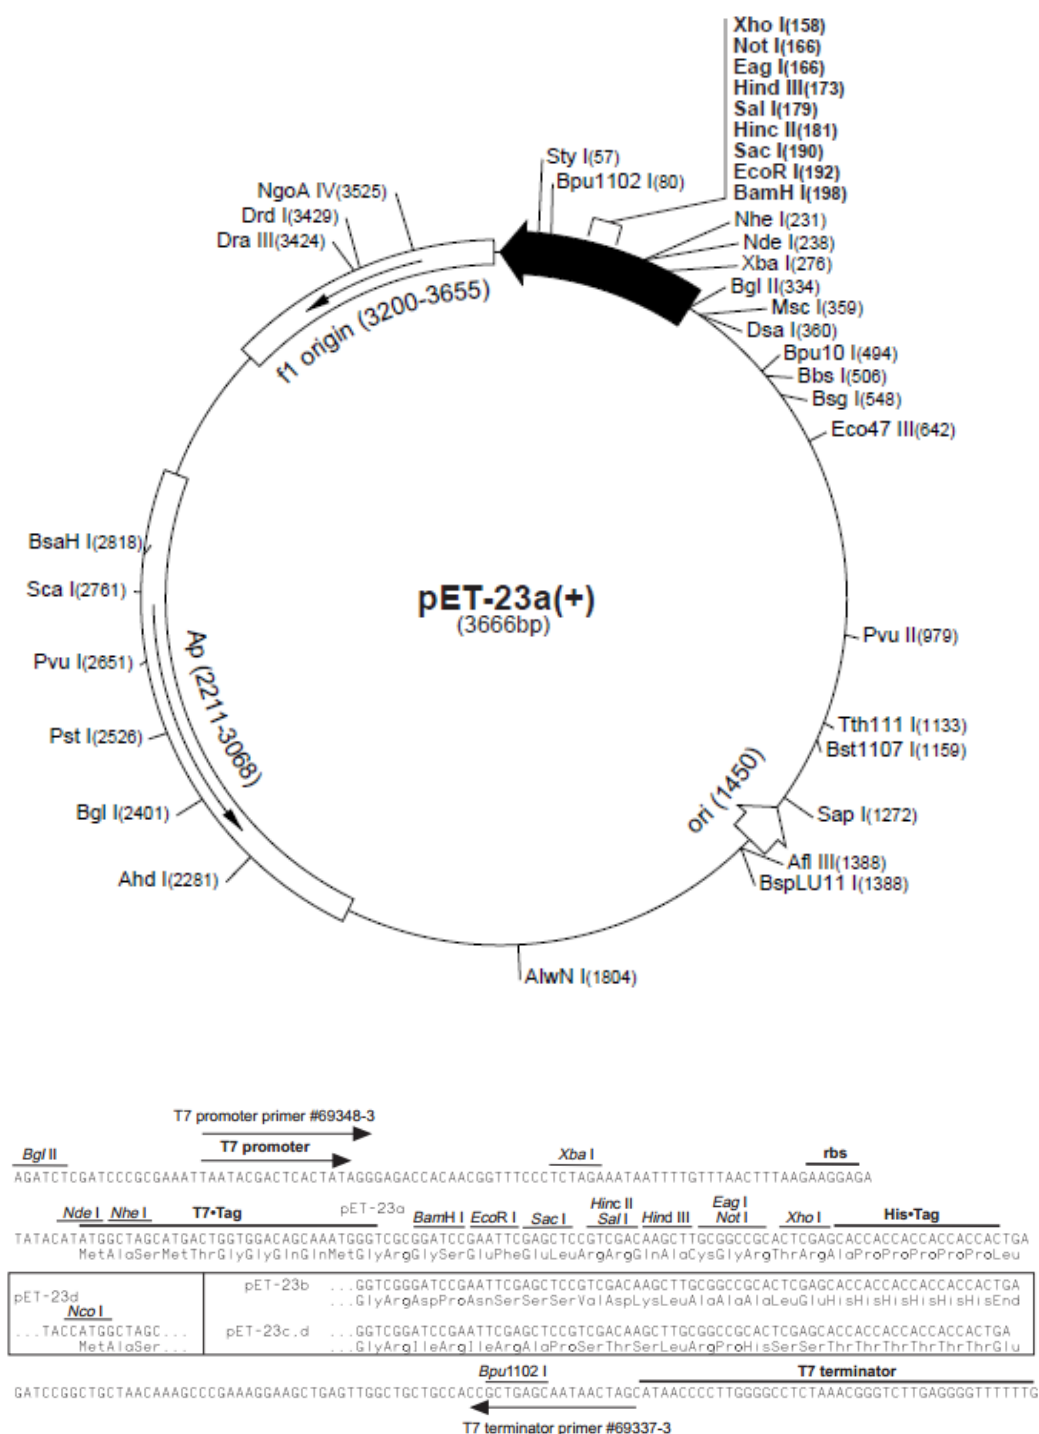 Xho I(158)
Not I(166)
Eag I(166)
Hind III(173)
Sal I(179)
Hinc II(181)
Sac I(190)
EcoR I(192)
BamH I(198)
Sty I(57)
Bpu1102 I(80)
NgoA IV(3525)
Drd I(3429)
Dra III(3424)
Nhe I(231)
Nde I(238)
Xba I(276)
Bgl II(334)
Msc I(359)
Dsa I(360)
Bpu10 I(494)
Bbs I(506)
Bsg I(548)
Eco47 III(642)
f1 origin (3200-3655)
BsaH I(2818)
Sca I(2761)
Pvu I(2651)
Pst I(2526)
Bgl I(2401)
Ahd I(2281)
Ap (2211-3068)
pET-23a(+)
(3666bp)
Pvu II(979)
Tth111 I(1133)
Bst1107 I(1159)
ori (1450)
Sap I(1272)
Afl III(1388)
BspLU11 I(1388)
AlwN I(1804)
T7 promoter primer #69348-3
Bgl II T7 promoter Xba I rbs
AGATCTCGATCCCGCGAAATTAATACGACTCACTATAGGGAGACCACAACGGTTTCCCTCTAGAAATAATTTTGTTTAACTTTAAGAAGGAGA
Nde I Nhe I T7•Tag pET-23a BamH I EcoR I Sac I Hinc II Sal I Hind III Eag I Not I Xho I His•Tag
TATACATATGGCTAGCATGACTGGTGGACAGCAAATGGGTCGCGGATCCGAATTCGAGCTCCGTCGACAAGCTTGCGGCCGCACTCGAGCACCACCACCACCACCACTGA
MetAlaSerMetThrGlyGlyGlnGlnMetGlyArgGlySerGluPheGluLeuArgArgGlnAlaCysGlyArgThrArgAlaProProProProProLeu
pET-23b ...GGTCGGGATCCGAATTCGAGCTCCGTCGACAAGCTTGCGGCCGCACTCGAGCACCACCACCACCACCACTGA
...GlyArgAspProAsnSerSerSerValAspLysLeuAlaAlaAlaLeuGluHisHisHisHisHisHisEnd
pET-23d
Nco I
...TACCATGGCTAGC... pET-23c.d ...GGTCGGATCCGAATTCGAGCTCCGTCGACAAGCTTGCGGCCGCACTCGAGCACCACCACCACCACCACTGA
MetAlaSer... ...GlyArgIleArgIleArgAlaProSerThrSerLeuArgProHisSerSerThrThrThrThrThrThrGlu
Bpu1102 I T7 terminator
GATCCGGCTGCTAACAAAGCCCGAAAGGAAGCTGAGTTGGCTGCTGCCACCGCTGAGCAATAACTAGCATAACCCCTTGGGGCCTCTAAACGGGTCTTGAGGGGTTTTTTG
T7 terminator primer #69337-3